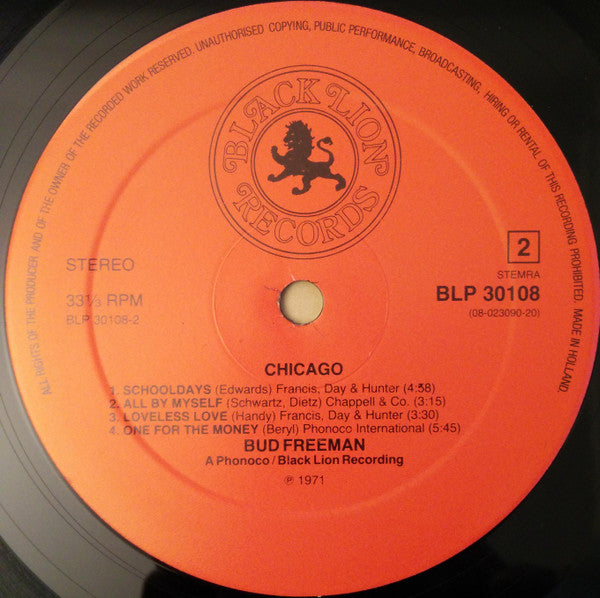 ALL RIGHTS OF THE PRODUCER AND OF THE OWNER OF THE RECORDED WORK RESERVED. UNAUTHORISED COPYING, PUBLIC PERFORMANCE, BROADCASTING, HIRING OR RENTAL OF THIS RECORDING PROHIBITED. MADE IN HOLLAND.
BLACK LION
RECORDS
STEREO
33⅓ RPM
BLP 30108-2
2
STEMRA
BLP 30108
(08-023090-20)
CHICAGO
1. SCHOOLDAYS (Edwards) Francis, Day & Hunter (4:58)
2. ALL BY MYSELF (Schwartz, Dietz) Chappell & Co. (3:15)
3. LOVELESS LOVE (Handy) Francis, Day & Hunter (3:30)
4. ONE FOR THE MONEY (Beryl) Phonoco International (5:45)
BUD FREEMAN
A Phonoco/Black Lion Recording
℗ 1971